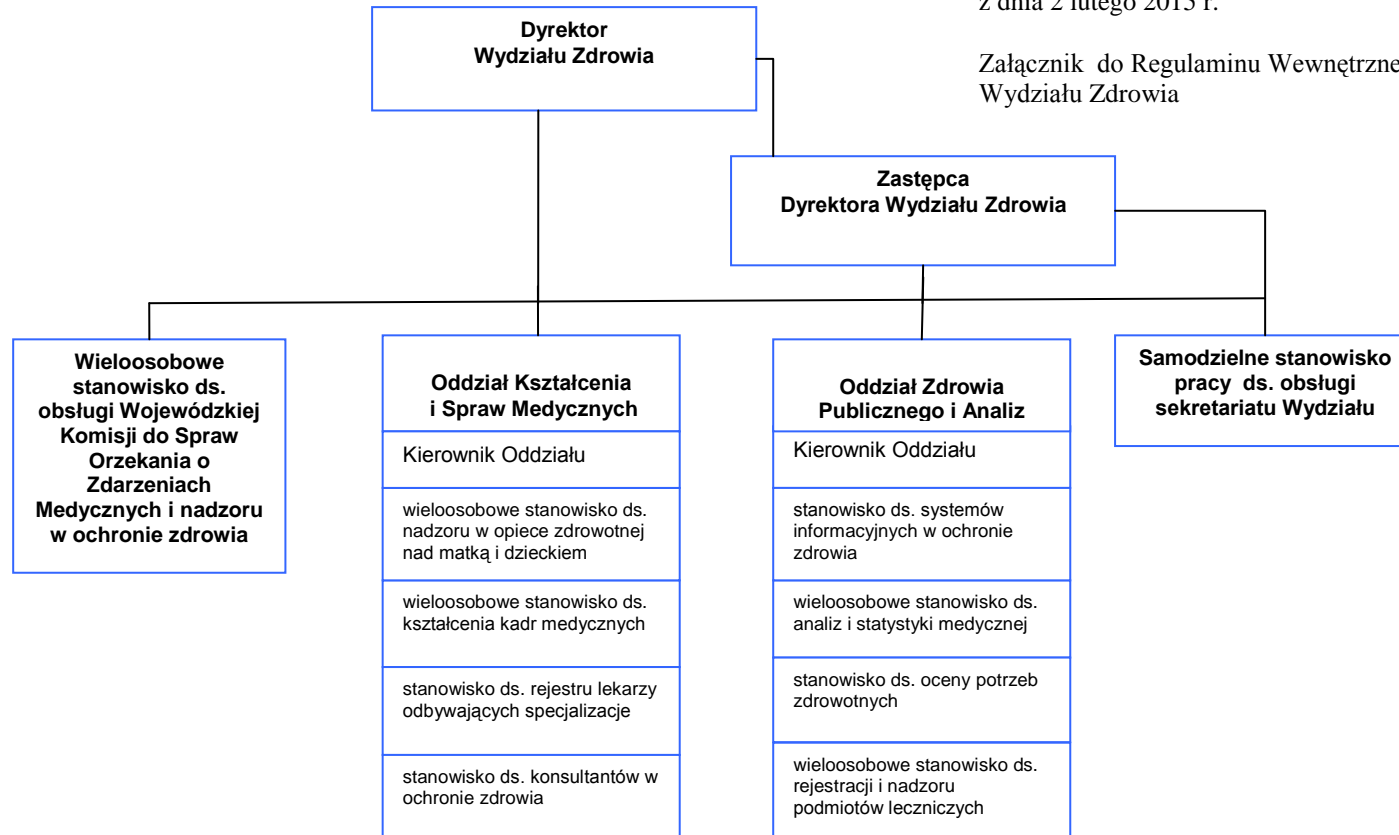 z dnia 2 lutego 2015 r.
Załącznik do Regulaminu Wewnętrzne
Wydziału Zdrowia
Dyrektor
Wydziału Zdrowia
Zastępca
Dyrektora Wydziału Zdrowia
Wieloosobowe
stanowisko ds.
obsługi Wojewódzkiej
Komisji do Spraw
Orzekania o
Zdarzeniach
Medycznych i nadzoru
w ochronie zdrowia
Oddział Kształcenia
i Spraw Medycznych
Kierownik Oddziału
wieloosobowe stanowisko ds.
nadzoru w opiece zdrowotnej
nad matką i dzieckiem
wieloosobowe stanowisko ds.
kształcenia kadr medycznych
stanowisko ds. rejestru lekarzy
odbywających specjalizacje
stanowisko ds. konsultantów w
ochronie zdrowia
Oddział Zdrowia
Publicznego i Analiz
Kierownik Oddziału
stanowisko ds. systemów
informacyjnych w ochronie
zdrowia
wieloosobowe stanowisko ds.
analiz i statystyki medycznej
stanowisko ds. oceny potrzeb
zdrowotnych
wieloosobowe stanowisko ds.
rejestracji i nadzoru
podmiotów leczniczych
Samodzielne stanowisko
pracy ds. obsługi
sekretariatu Wydziału